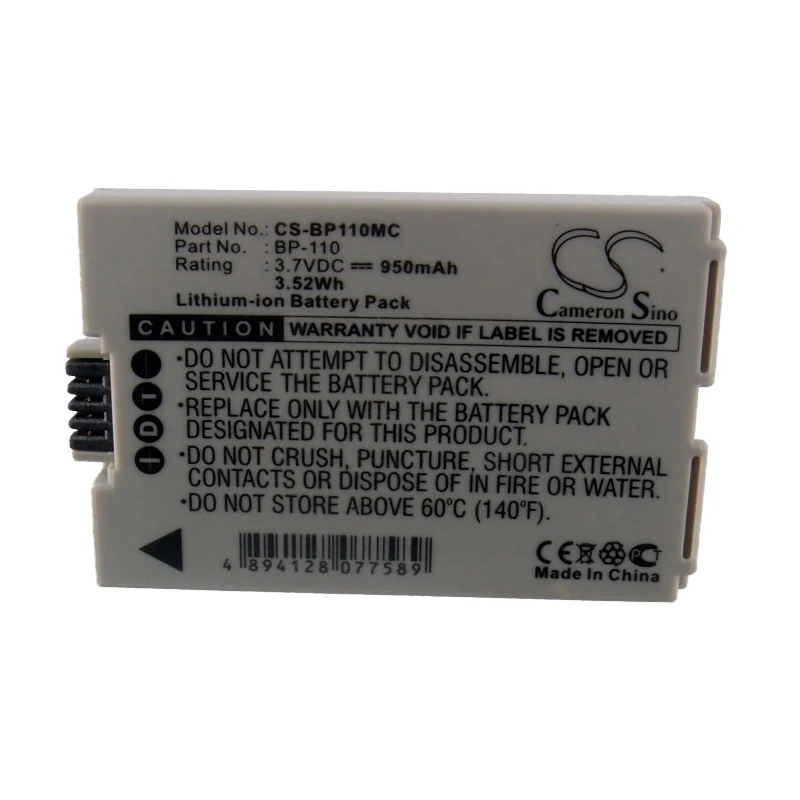 Model No.: CS-BP110MC
Part No. : BP-110
Rating : 3.7VDC ⎓ 950mAh
3.52Wh
Lithium-ion Battery Pack
CS
Cameron Sino
CAUTION WARRANTY VOID IF LABEL IS REMOVED
•DO NOT ATTEMPT TO DISASSEMBLE, OPEN OR
SERVICE THE BATTERY PACK.
•REPLACE ONLY WITH THE BATTERY PACK
DESIGNATED FOR THIS PRODUCT.
•DO NOT CRUSH, PUNCTURE, SHORT EXTERNAL
CONTACTS OR DISPOSE OF IN FIRE OR WATER.
•DO NOT STORE ABOVE 60°C (140°F).
− T D +
4 894128 077589
CE PCT
Made In China